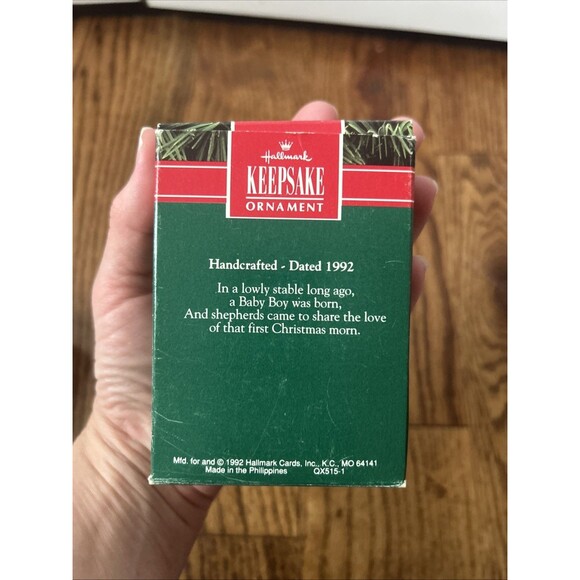 Hallmark
KEEPSAKE
ORNAMENT
Handcrafted - Dated 1992
In a lowly stable long ago,
a Baby Boy was born,
And shepherds came to share the love
of that first Christmas morn.
Mfd. for and © 1992 Hallmark Cards, Inc., K.C., MO 64141
Made in the Philippines QX515-1